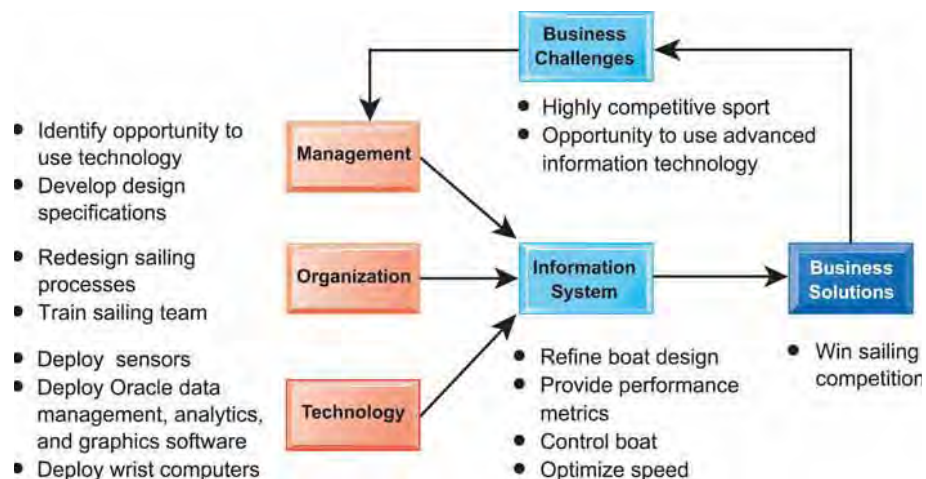 Business
Challenges
• Highly competitive sport
• Opportunity to use advanced
information technology
• Identify opportunity to
use technology
• Develop design
specifications
Management
• Redesign sailing
processes
• Train sailing team
Organization
Information
System
Business
Solutions
• Deploy sensors
• Deploy Oracle data
management, analytics,
and graphics software
• Deploy wrist computers
Technology
• Refine boat design
• Provide performance
metrics
• Control boat
• Optimize speed
• Win sailing
competition